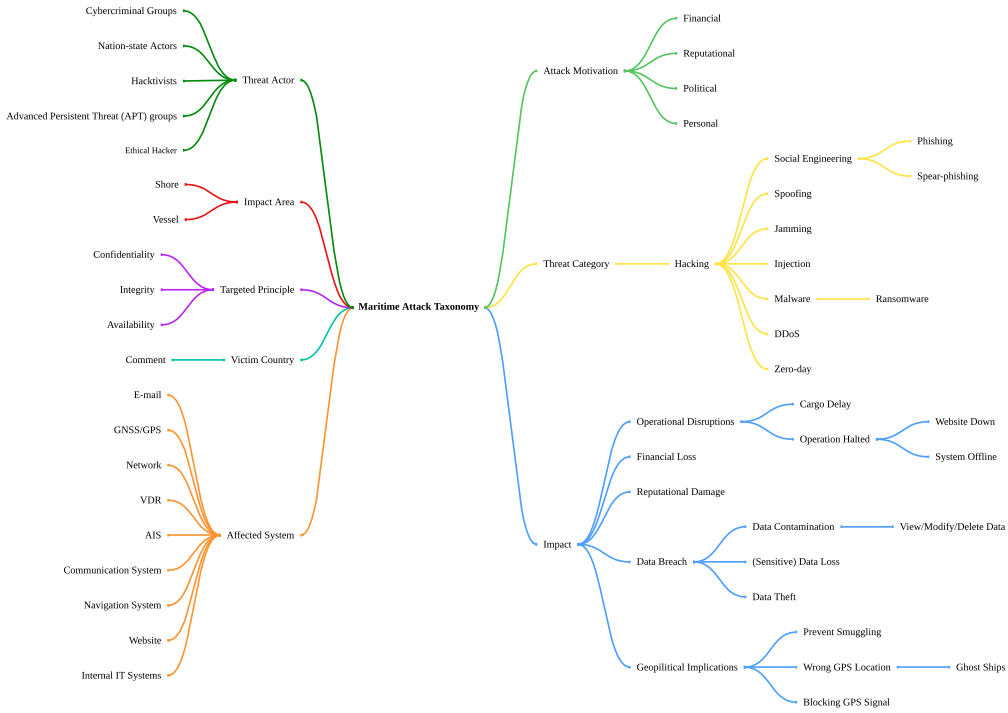 Maritime Attack Taxonomy
Threat Actor
Cybercriminal Groups
Nation-state Actors
Hacktivists
Advanced Persistent Threat (APT) groups
Ethical Hacker
Impact Area
Shore
Vessel
Targeted Principle
Confidentiality
Integrity
Availability
Victim Country
Comment
Affected System
E-mail
GNSS/GPS
Network
VDR
AIS
Communication System
Navigation System
Website
Internal IT Systems
Attack Motivation
Financial
Reputational
Political
Personal
Threat Category
Hacking
Social Engineering
Phishing
Spear-phishing
Spoofing
Jamming
Injection
Malware
Ransomware
DDoS
Zero-day
Impact
Operational Disruptions
Cargo Delay
Operation Halted
Website Down
System Offline
Financial Loss
Reputational Damage
Data Breach
Data Contamination
View/Modify/Delete Data
(Sensitive) Data Loss
Data Theft
Geopilitical Implications
Prevent Smuggling
Wrong GPS Location
Ghost Ships
Blocking GPS Signal